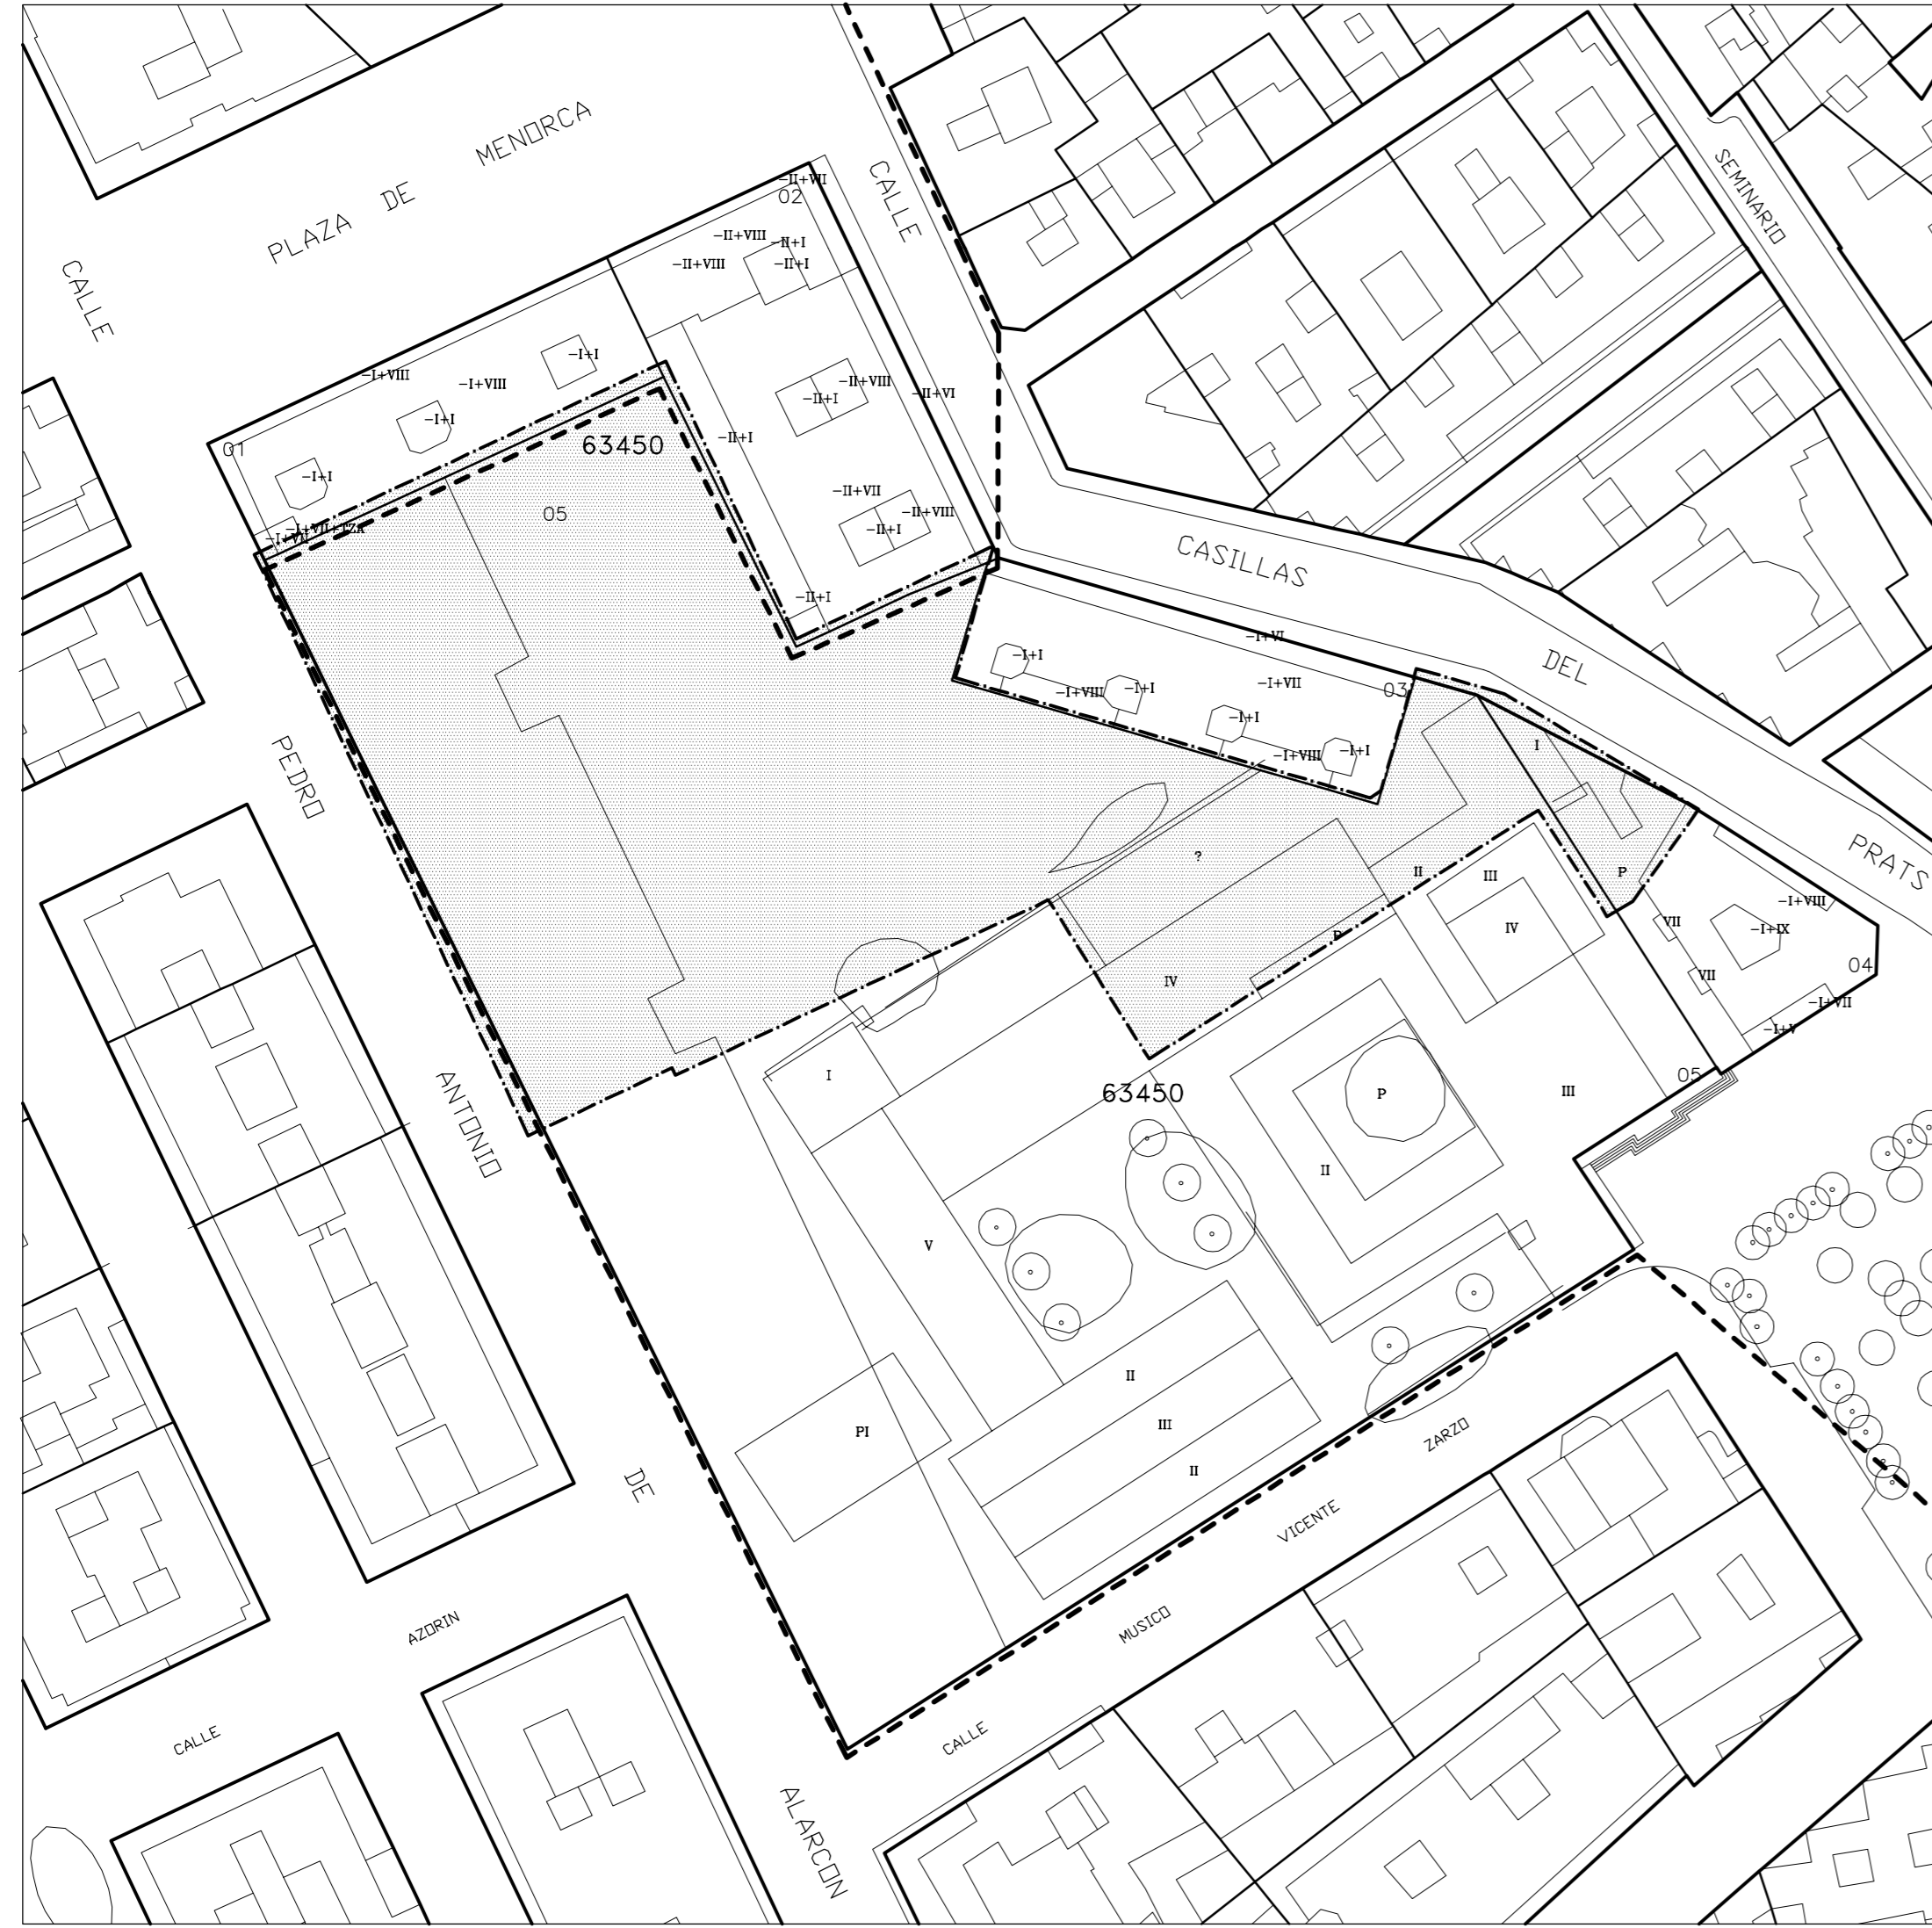 PLAZA DE MENORCA
CALLE
CALLE
SEMINARIO
-II+VII
02
-II+VIII
-II+I
-II+VIII
-II+I
-I+I
-I+VIII
-I+VIII
-II+VIII
-II+VI
-II+I
-I+I
01
63450
-II+I
-I+I
-II+VII
-II+VIII
05
-II+I
-I+VII+TZA
-I+VII
CASILLAS
-II+I
-I+VI
-I+I
DEL
-I+VII
-I+I
-I+VIII
03
-I+I
I
-I+I
-I+VIII
PEDRO
?
PRATS
II
III
P
-I+VIII
VII
IV
-I+IX
P
04
IV
VII
-I+VII
-I+V
I
05
63450
P
III
ANTONIO
II
V
II
III
PI
ZARZO
II
DE
VICENTE
AZORIN
MUSICO
CALLE
CALLE
ALARCON